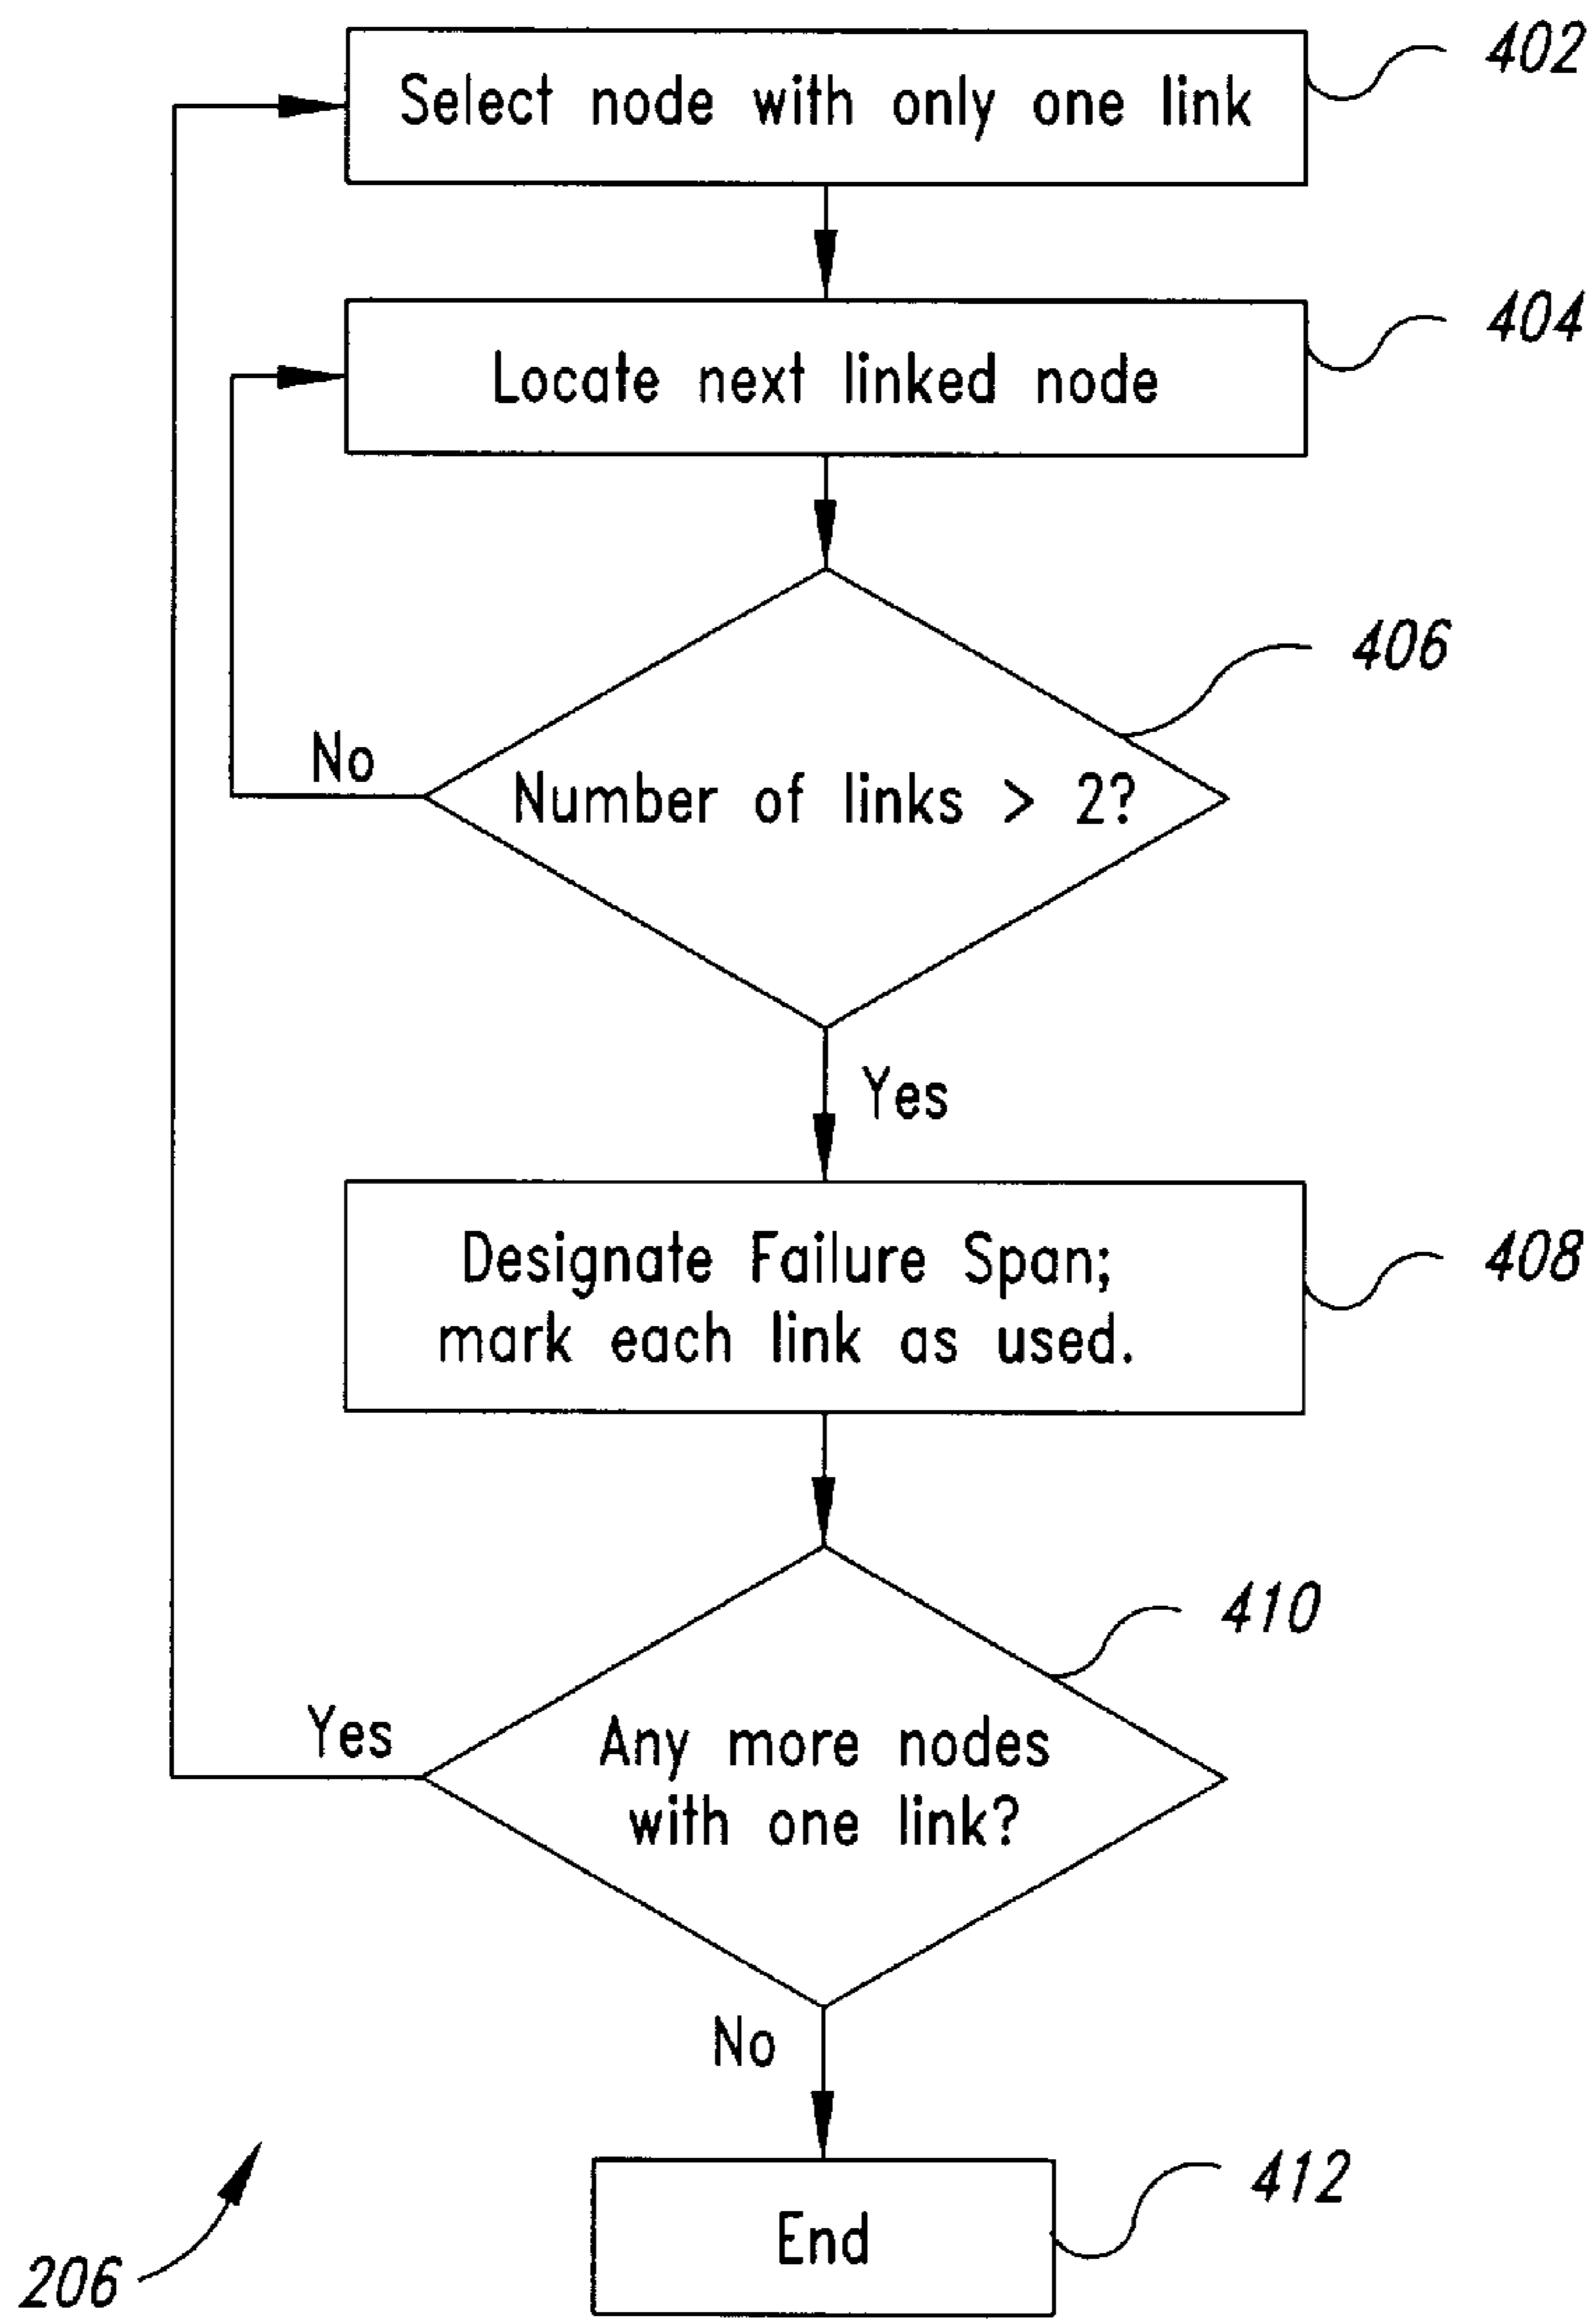 402
Select node with only one link
404
Locate next linked node
406
No
Number of links > 2?
Yes
408
Designate Failure Span;
mark each link as used.
410
Yes
Any more nodes
with one link?
No
412
End
206